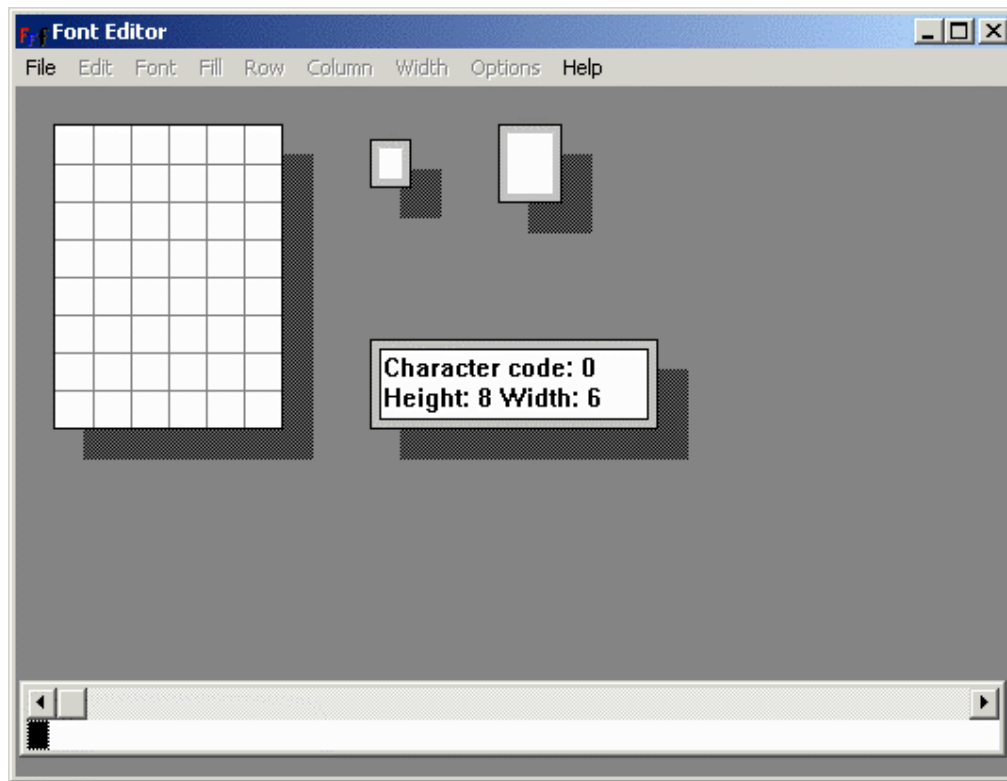 Font Editor
File Edit Font Fill Row Column Width Options Help
Character code: 0
Height: 8 Width: 6